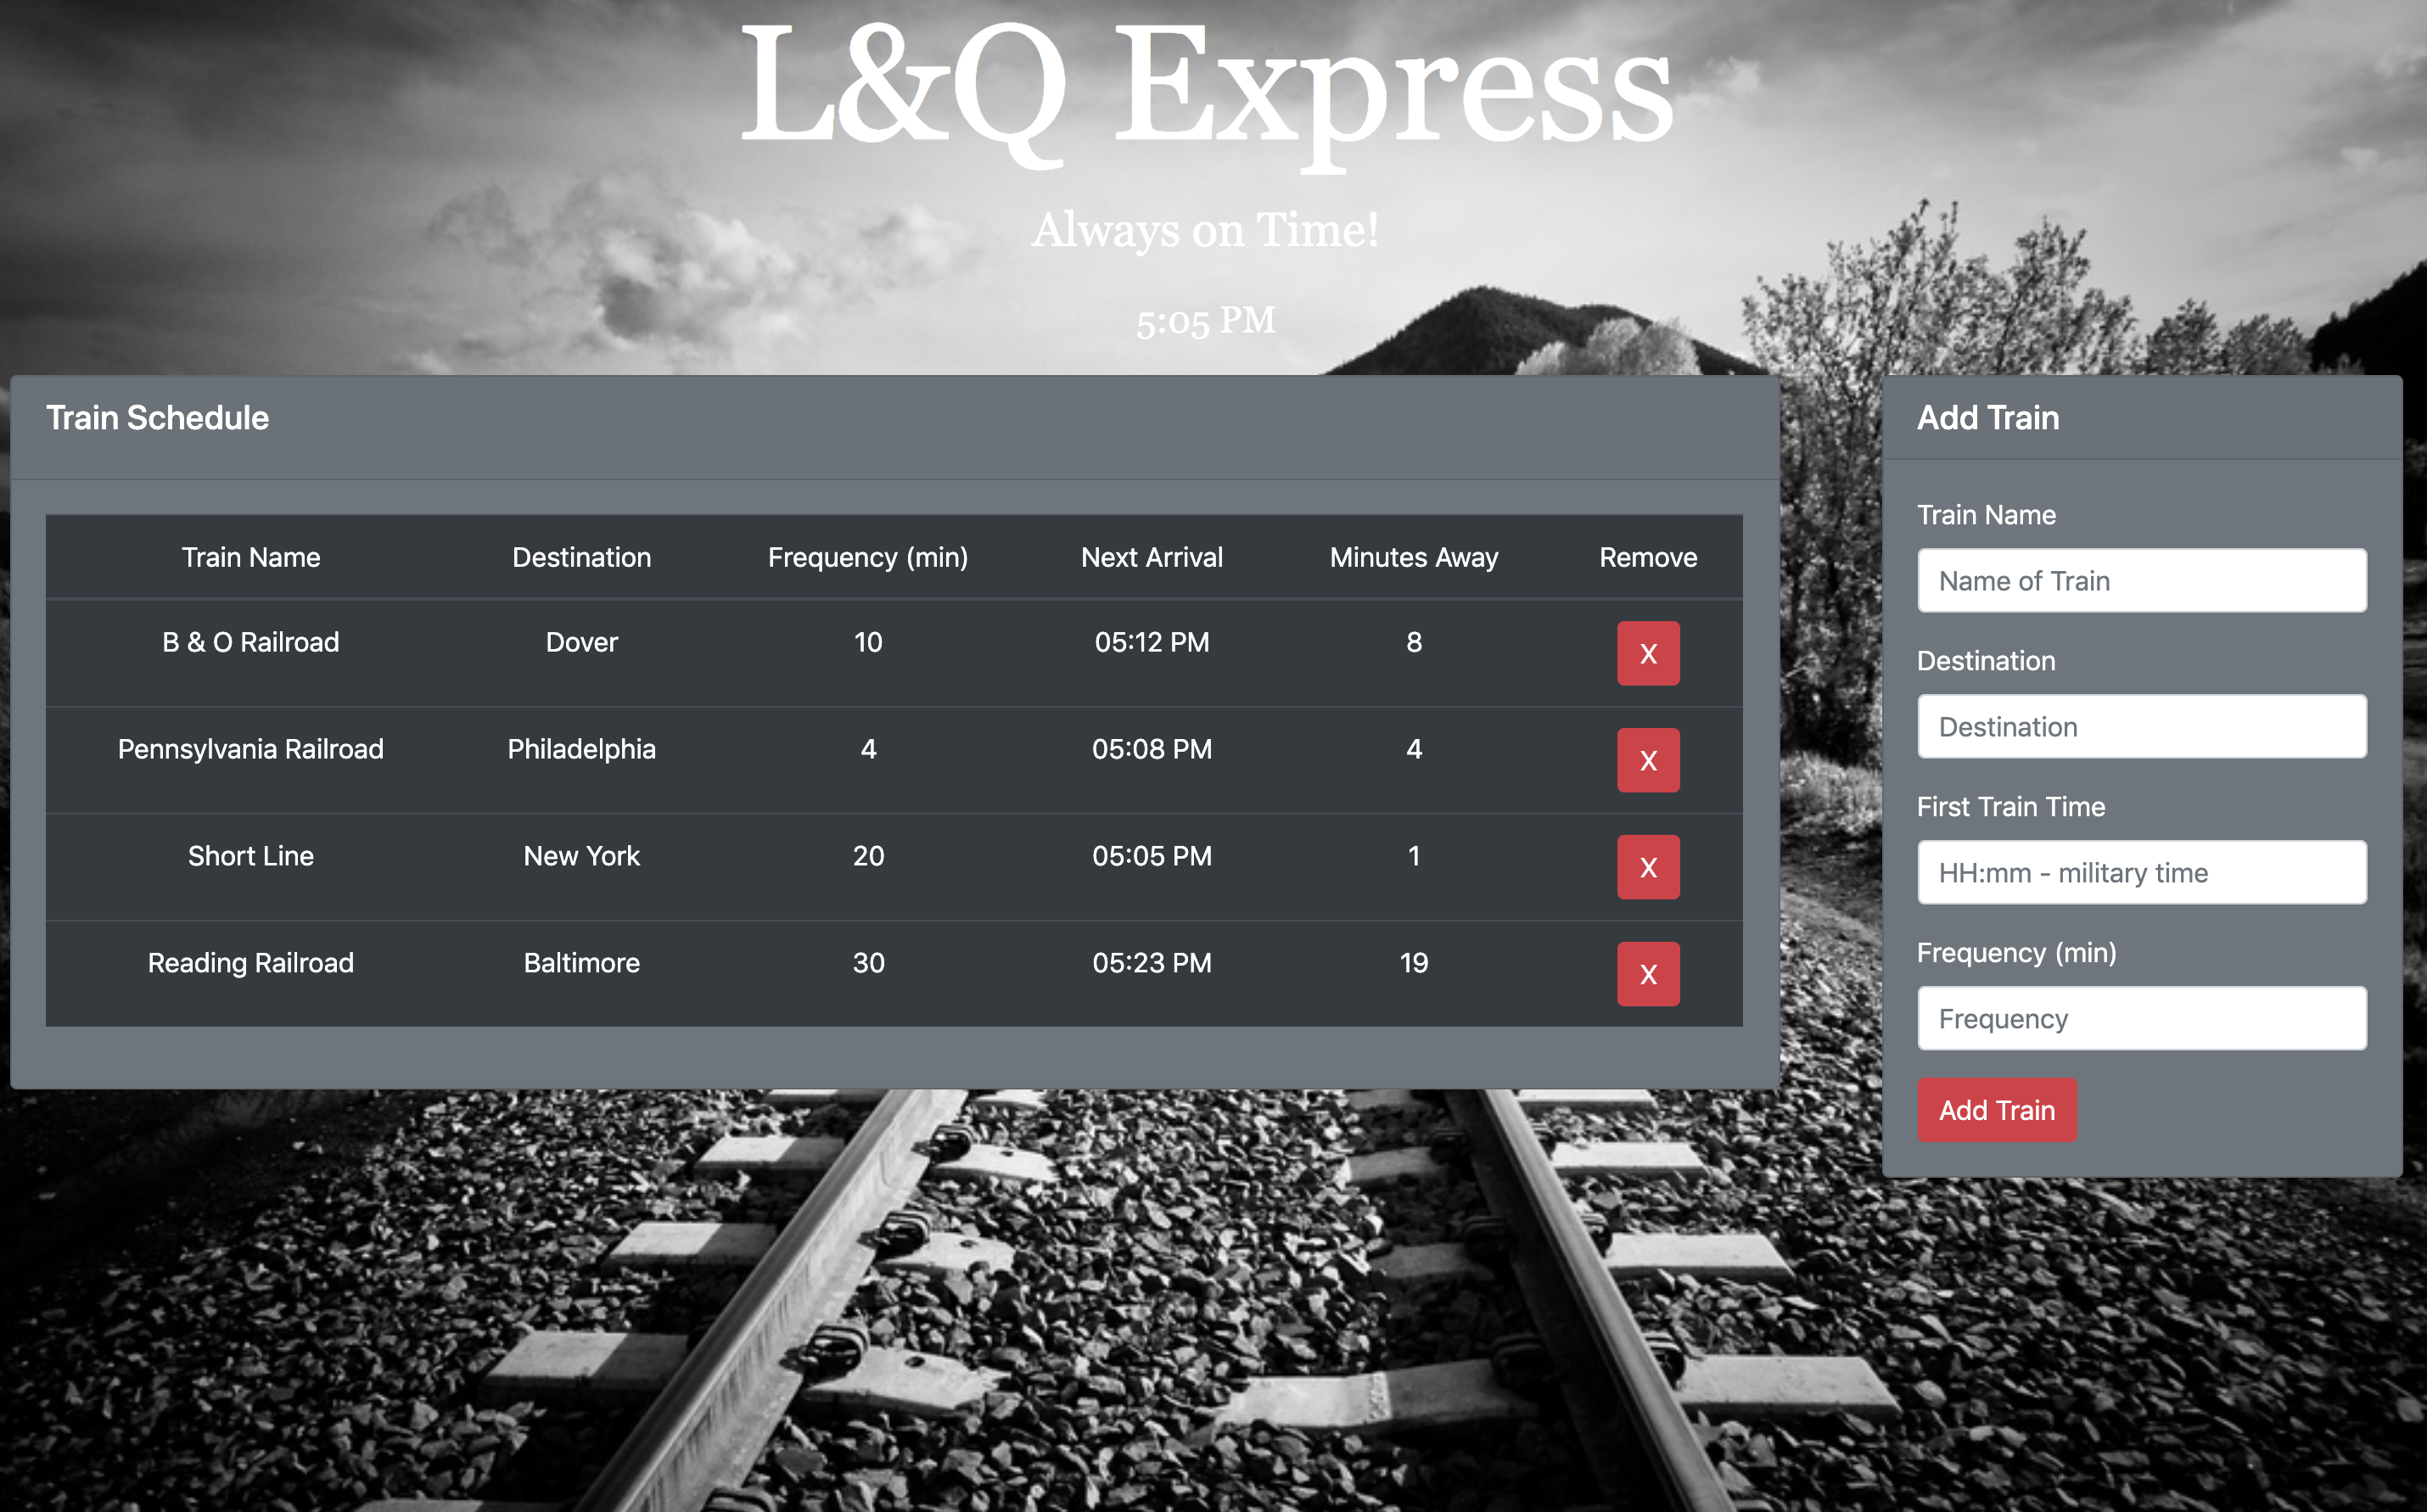 L&Q Express
Always on Time!
5:05 PM
Train Schedule
Train Name Destination Frequency (min) Next Arrival Minutes Away Remove
B & O Railroad Dover 10 05:12 PM 8 X
Pennsylvania Railroad Philadelphia 4 05:08 PM 4 X
Short Line New York 20 05:05 PM 1 X
Reading Railroad Baltimore 30 05:23 PM 19 X
Add Train
Train Name
Name of Train
Destination
Destination
First Train Time
HH:mm - military time
Frequency (min)
Frequency
Add Train